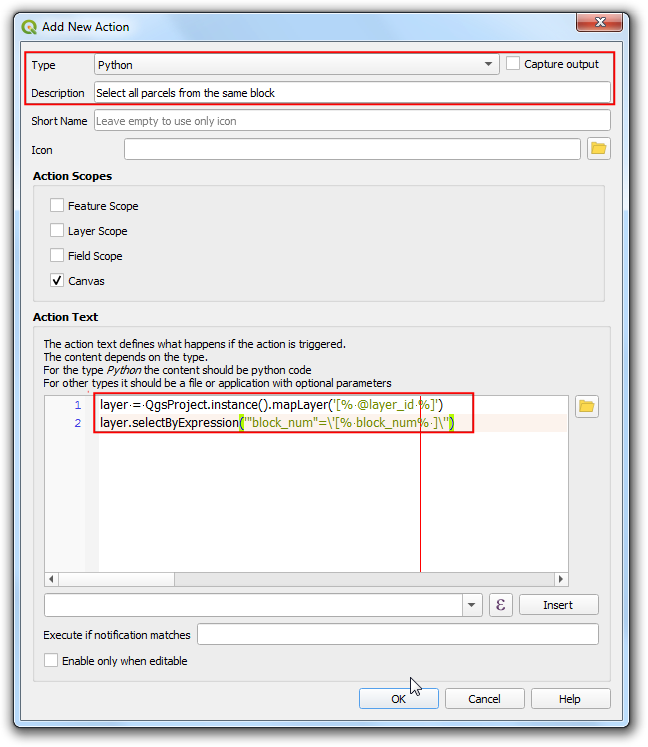 Add New Action
Type Python Capture output
Description Select all parcels from the same block
Short Name Leave empty to use only icon
Icon
Action Scopes
Feature Scope
Layer Scope
Field Scope
Canvas
Action Text
The action text defines what happens if the action is triggered.
The content depends on the type.
For the type Python the content should be python code
For other types it should be a file or application with optional parameters
1 layer·=·QgsProject.instance().mapLayer('[%·@layer_id·%]')
2 layer.selectByExpression('"block_num"=\'[%·block_num%·]\'')
ε Insert
Execute if notification matches
Enable only when editable
OK Cancel Help